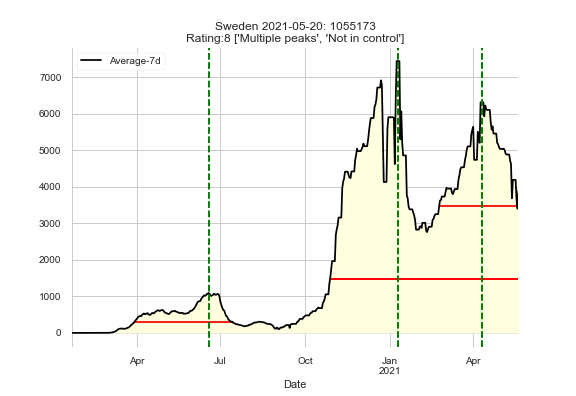 Sweden 2021-05-20: 1055173
Rating:8 ['Multiple peaks', 'Not in control']
Average-7d
7000
6000
5000
4000
3000
2000
1000
0
Apr
Jul
Oct
Jan
2021
Apr
Date